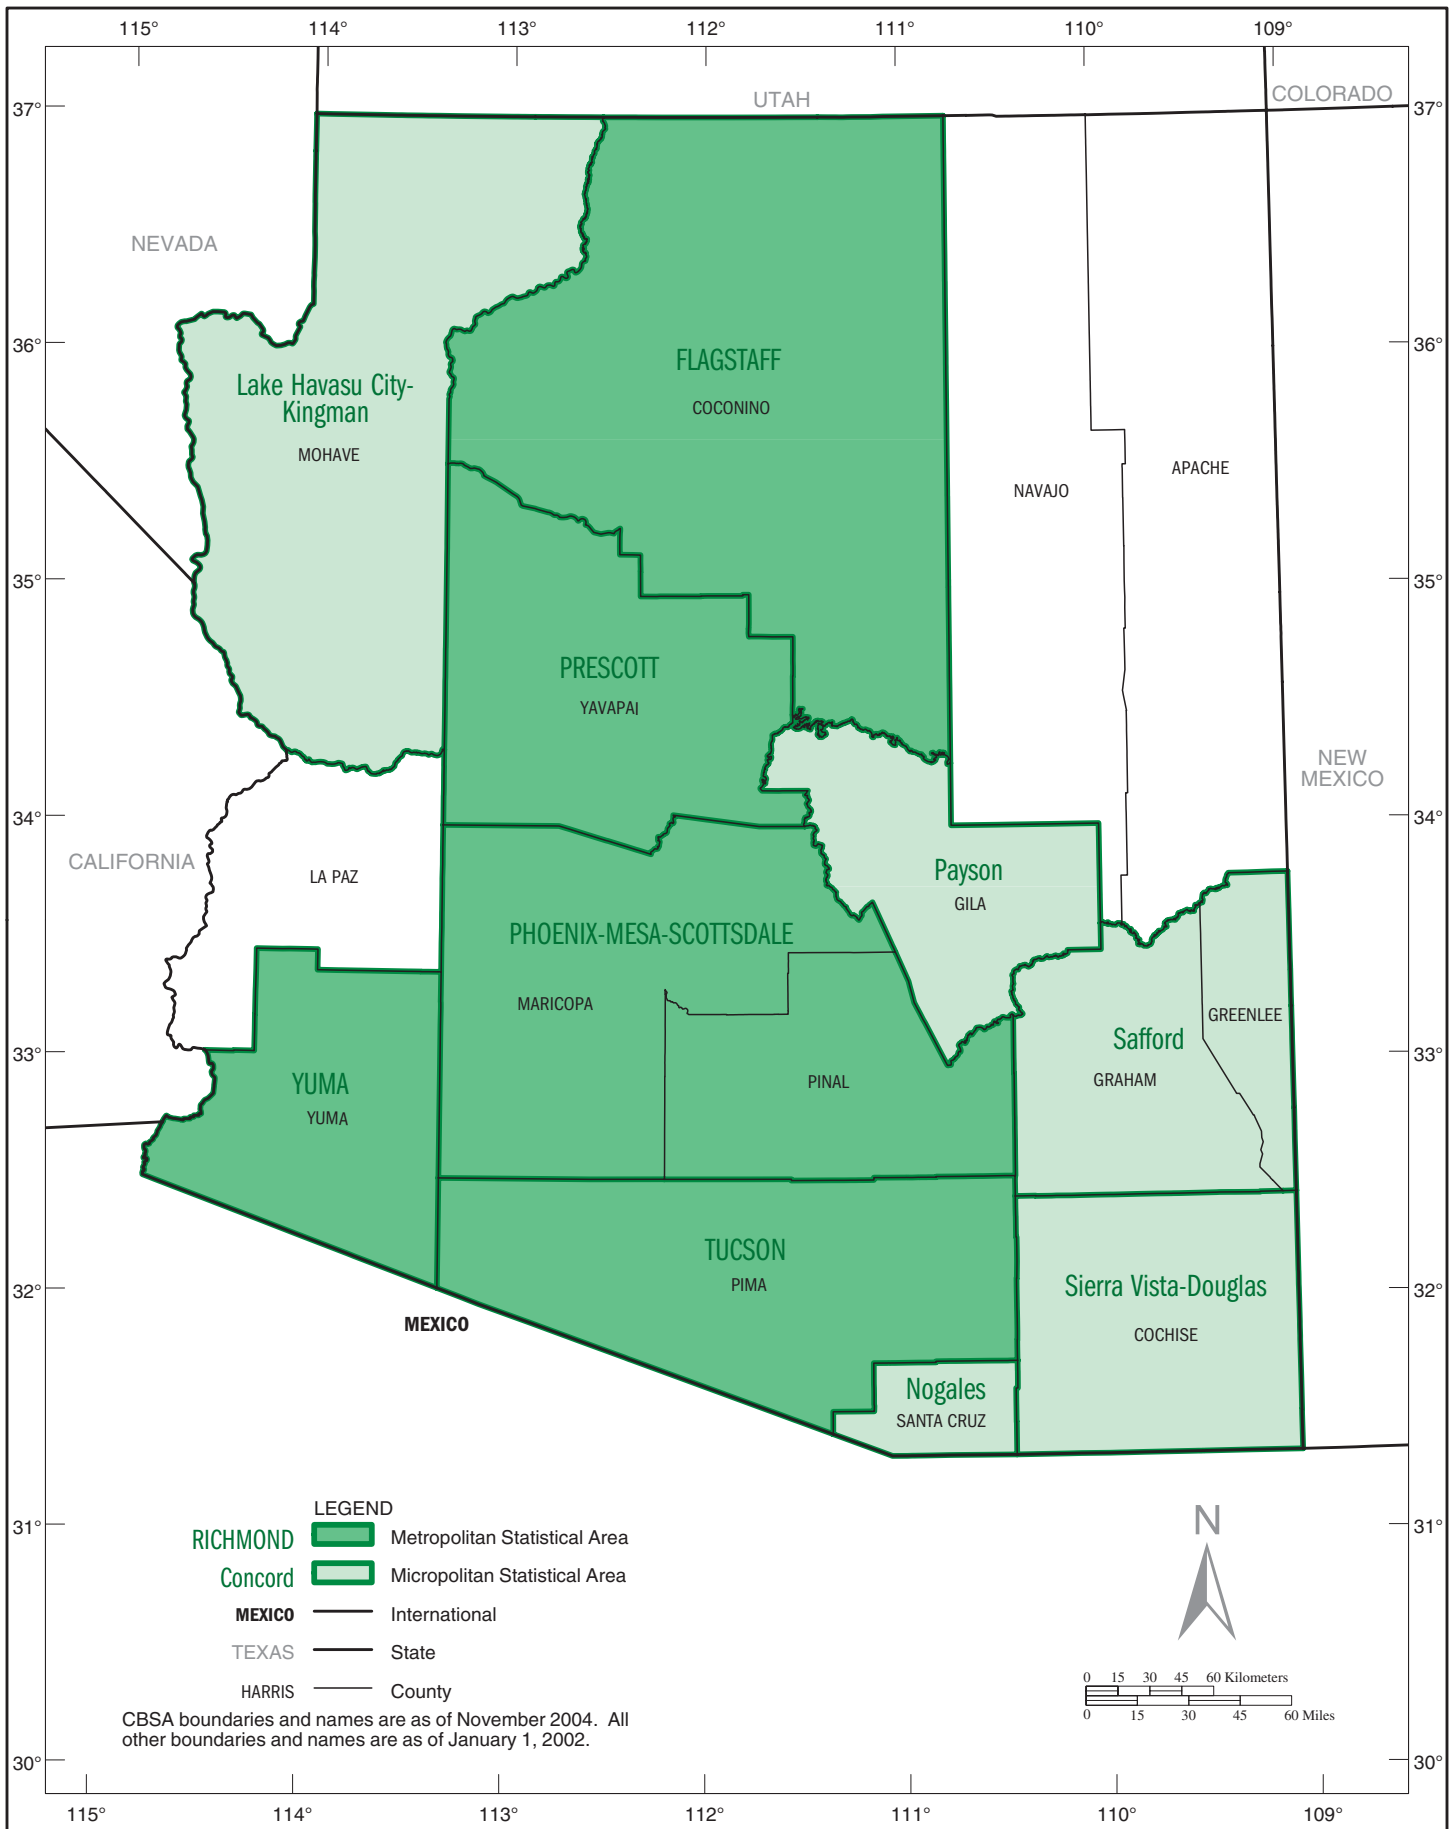 115° 114° 113° 112° 111° 110° 109°
UTAH
COLORADO
37° 37°
NEVADA
36° 36°
FLAGSTAFF
COCONINO
Lake Havasu City-
Kingman
MOHAVE
NAVAJO
APACHE
35° 35°
PRESCOTT
YAVAPAI
NEW
MEXICO
34° 34°
CALIFORNIA
LA PAZ
Payson
GILA
PHOENIX-MESA-SCOTTSDALE
MARICOPA
GREENLEE
Safford
GRAHAM
33° 33°
YUMA
YUMA
PINAL
TUCSON
PIMA
32° 32°
Sierra Vista-Douglas
COCHISE
MEXICO
Nogales
SANTA CRUZ
31° 31°
LEGEND
RICHMOND Metropolitan Statistical Area
Concord Micropolitan Statistical Area
MEXICO International
TEXAS State
HARRIS County
CBSA boundaries and names are as of November 2004. All
other boundaries and names are as of January 1, 2002.
N
0 15 30 45 60 Kilometers
0 15 30 45 60 Miles
30° 30°
115° 114° 113° 112° 111° 110° 109°